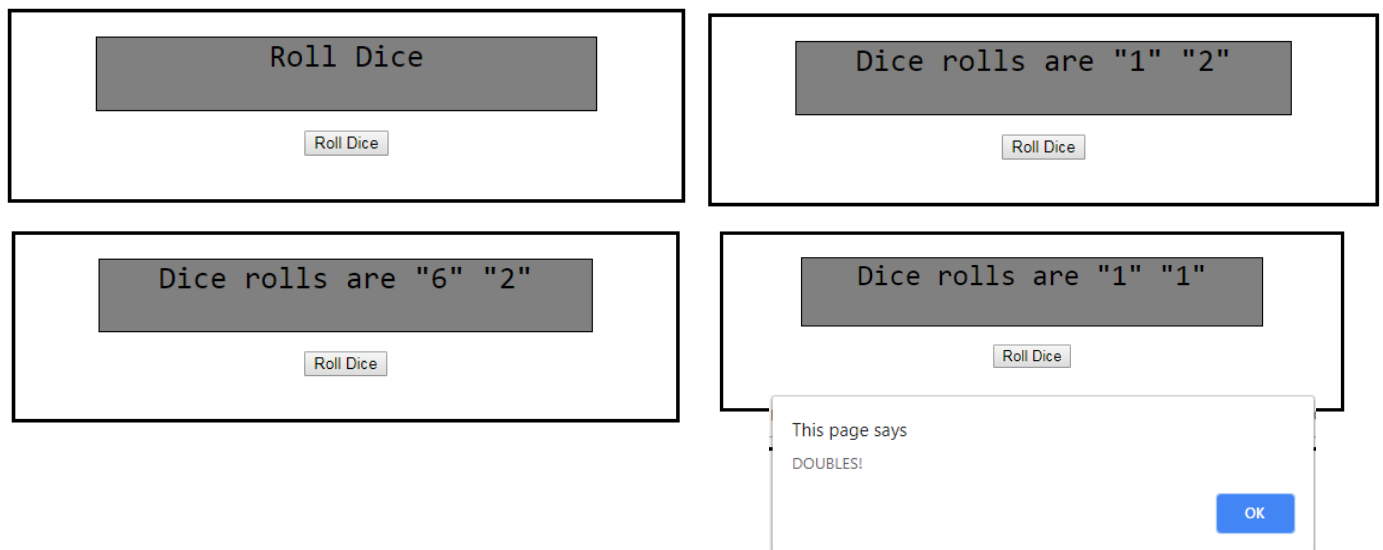 Roll Dice
Roll Dice
Dice rolls are "1" "2"
Roll Dice
Dice rolls are "6" "2"
Roll Dice
Dice rolls are "1" "1"
Roll Dice
This page says
DOUBLES!
OK